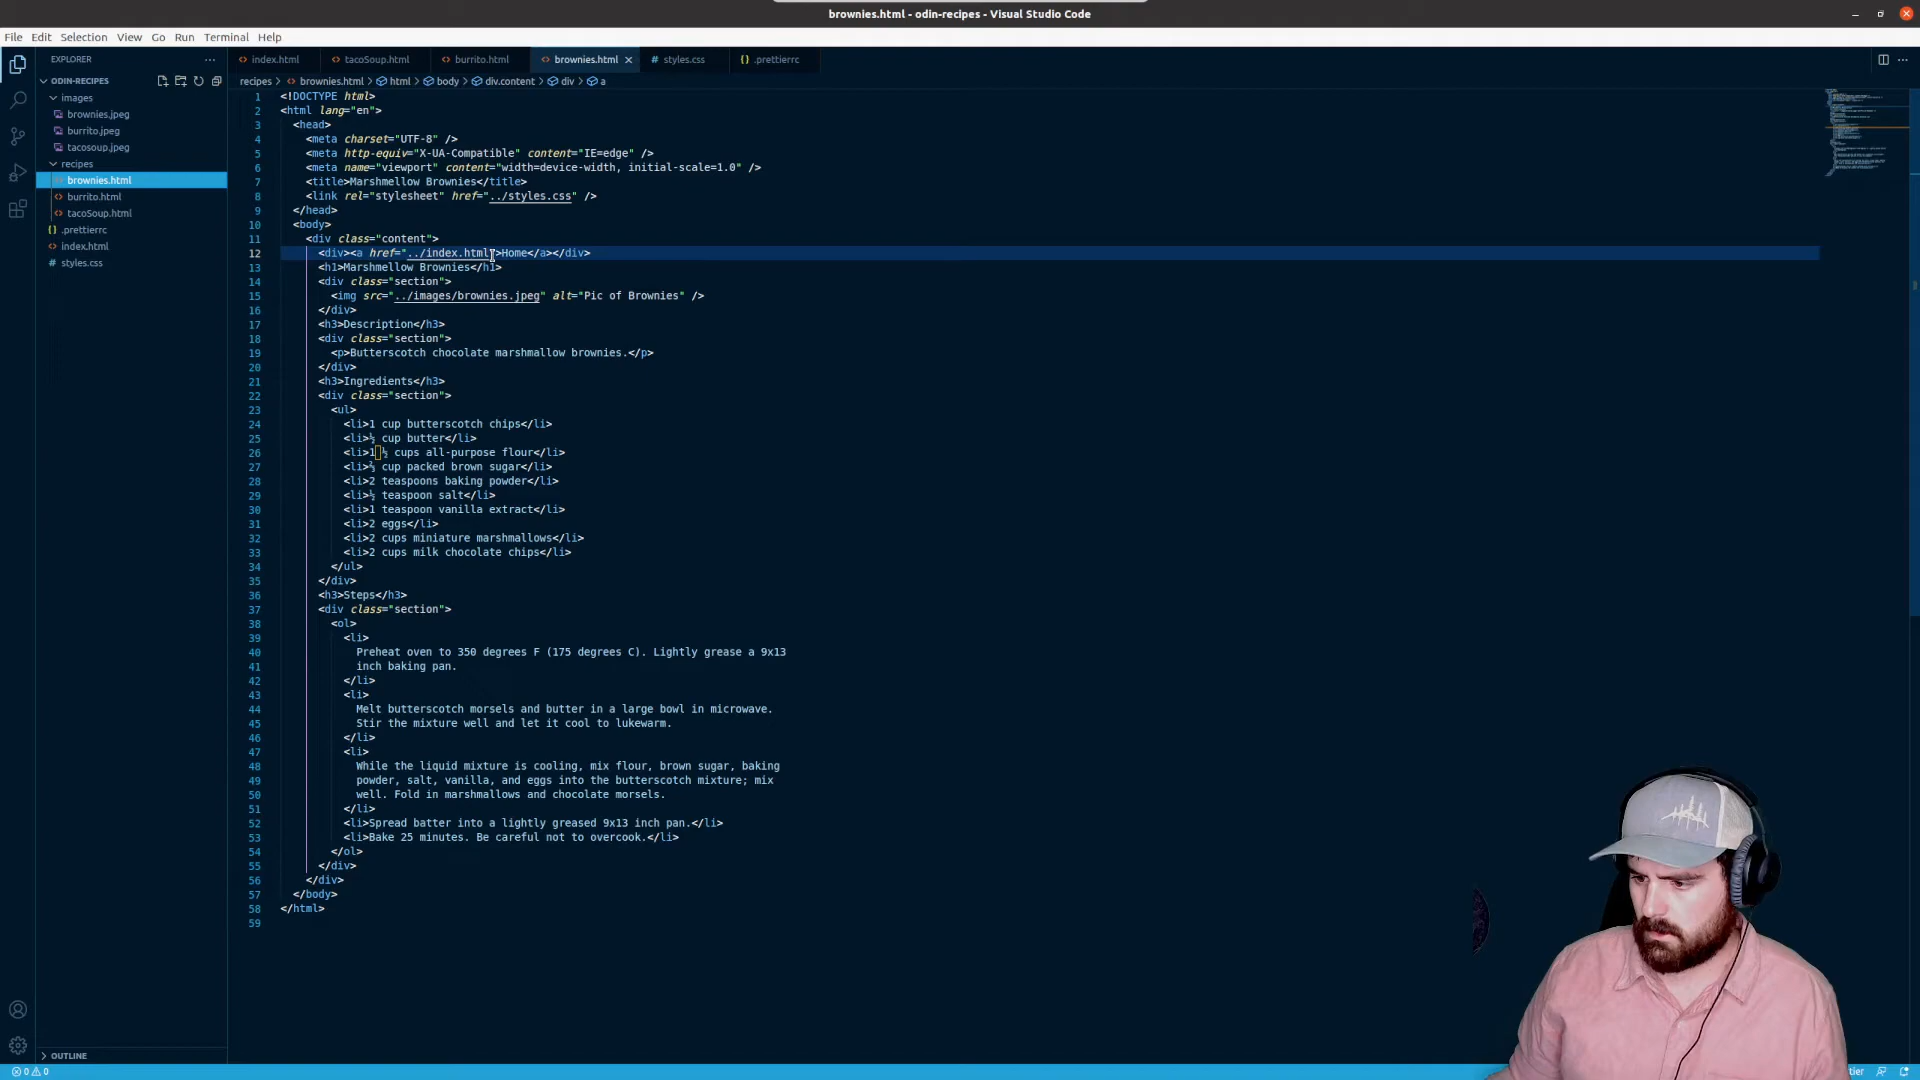 brownies.html - odin-recipes - Visual Studio Code
File Edit Selection View Go Run Terminal Help
EXPLORER
ODIN-RECIPES
images
brownies.jpeg
burrito.jpeg
tacosoup.jpeg
recipes
brownies.html
burrito.html
tacoSoup.html
.prettierrc
index.html
styles.css
OUTLINE
index.html tacoSoup.html burrito.html brownies.html styles.css .prettierrc
recipes > brownies.html > html > body > div.content > div > a
1 <!DOCTYPE html>
2 <html lang="en">
3 <head>
4 <meta charset="UTF-8" />
5 <meta http-equiv="X-UA-Compatible" content="IE=edge" />
6 <meta name="viewport" content="width=device-width, initial-scale=1.0" />
7 <title>Marshmellow Brownies</title>
8 <link rel="stylesheet" href="../styles.css" />
9 </head>
10 <body>
11 <div class="content">
12 <div><a href="../index.html">Home</a></div>
13 <h1>Marshmellow Brownies</h1>
14 <div class="section">
15 <img src="../images/brownies.jpeg" alt="Pic of Brownies" />
16 </div>
17 <h3>Description</h3>
18 <div class="section">
19 <p>Butterscotch chocolate marshmallow brownies.</p>
20 </div>
21 <h3>Ingredients</h3>
22 <div class="section">
23 <ul>
24 <li>1 cup butterscotch chips</li>
25 <li>½ cup butter</li>
26 <li>1 ½ cups all-purpose flour</li>
27 <li>⅔ cup packed brown sugar</li>
28 <li>2 teaspoons baking powder</li>
29 <li>½ teaspoon salt</li>
30 <li>1 teaspoon vanilla extract</li>
31 <li>2 eggs</li>
32 <li>2 cups miniature marshmallows</li>
33 <li>2 cups milk chocolate chips</li>
34 </ul>
35 </div>
36 <h3>Steps</h3>
37 <div class="section">
38 <ol>
39 <li>
40 Preheat oven to 350 degrees F (175 degrees C). Lightly grease a 9x13
41 inch baking pan.
42 </li>
43 <li>
44 Melt butterscotch morsels and butter in a large bowl in microwave.
45 Stir the mixture well and let it cool to lukewarm.
46 </li>
47 <li>
48 While the liquid mixture is cooling, mix flour, brown sugar, baking
49 powder, salt, vanilla, and eggs into the butterscotch mixture; mix
50 well. Fold in marshmallows and chocolate morsels.
51 </li>
52 <li>Spread batter into a lightly greased 9x13 inch pan.</li>
53 <li>Bake 25 minutes. Be careful not to overcook.</li>
54 </ol>
55 </div>
56 </div>
57 </body>
58 </html>
59
0 0
tier